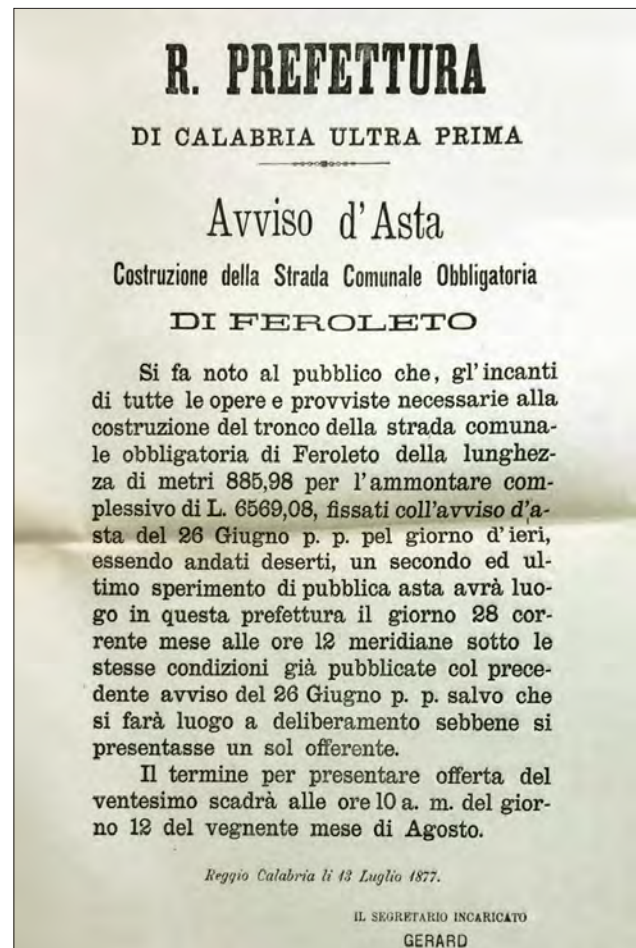 R. PREFETTURA
DI CALABRIA ULTRA PRIMA
Avviso d'Asta
Costruzione della Strada Comunale Obbligatoria
DI FEROLETO
Si fa noto al pubblico che, gl'incanti
di tutte le opere e provviste necessarie alla
costruzione del tronco della strada comuna-
le obbligatoria di Feroleto della lunghez-
za di metri 885,98 per l'ammontare com-
plessivo di L. 6569,08, fissati coll'avviso d'a-
sta del 26 Giugno p. p. pel giorno d'ieri,
essendo andati deserti, un secondo ed ul-
timo sperimento di pubblica asta avrà luo-
go in questa prefettura il giorno 28 cor-
rente mese alle ore 12 meridiane sotto le
stesse condizioni già pubblicate col prece-
dente avviso del 26 Giugno p. p. salvo che
si farà luogo a deliberamento sebbene si
presentasse un sol offerente.
Il termine per presentare offerta del
ventesimo scadrà alle ore 10 a. m. del gior-
no 12 del vegnente mese di Agosto.
Reggio Calabria li 13 Luglio 1877.
IL SEGRETARIO INCARICATO
GERARD